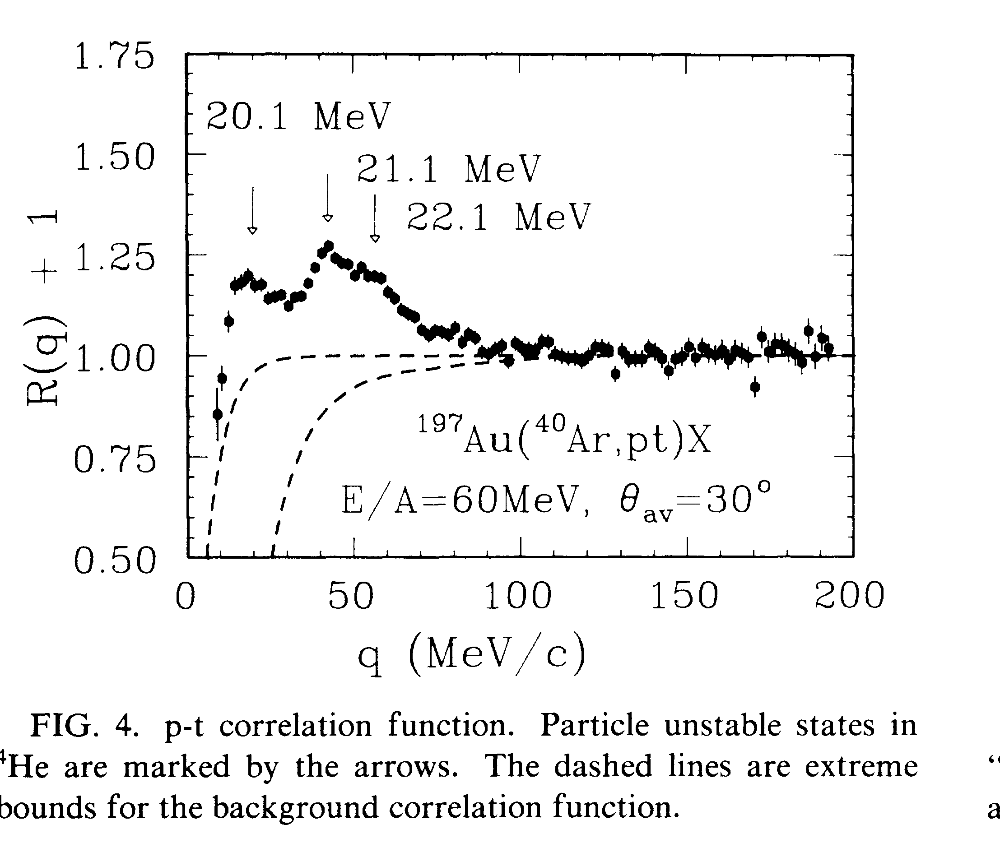 1.75
1.50
1.25
1.00
0.75
0.50
R(q) + 1
20.1 MeV
21.1 MeV
22.1 MeV
¹⁹⁷Au(⁴⁰Ar,pt)X
E/A=60MeV, θav=30°
0 50 100 150 200
q (MeV/c)
FIG. 4. p-t correlation function. Particle unstable states in
⁴He are marked by the arrows. The dashed lines are extreme
bounds for the background correlation function.
“
a